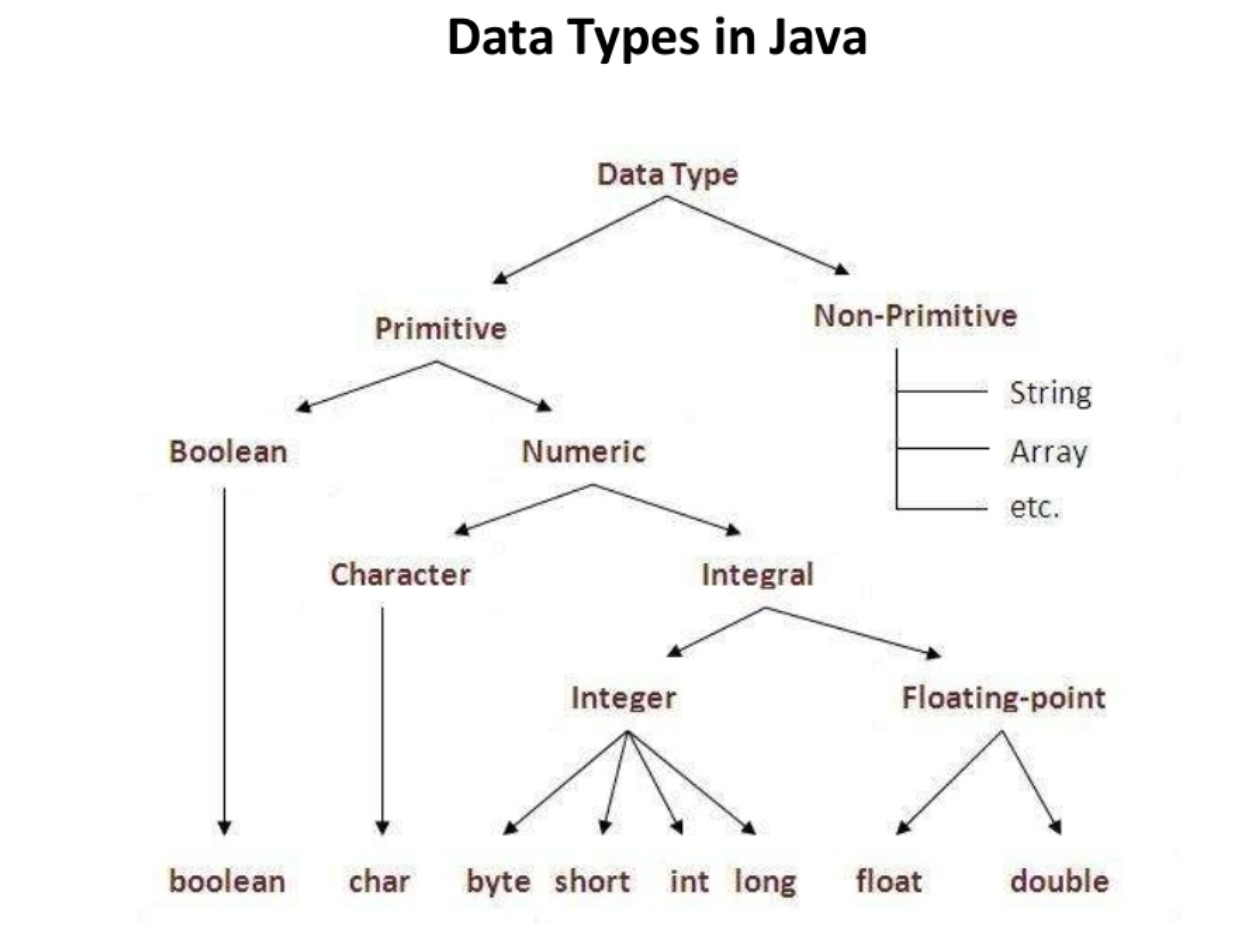 Data Types in Java
Data Type
Primitive
Non-Primitive
String
Boolean
Numeric
Array
etc.
Character
Integral
Integer
Floating-point
boolean char byte short int long float double